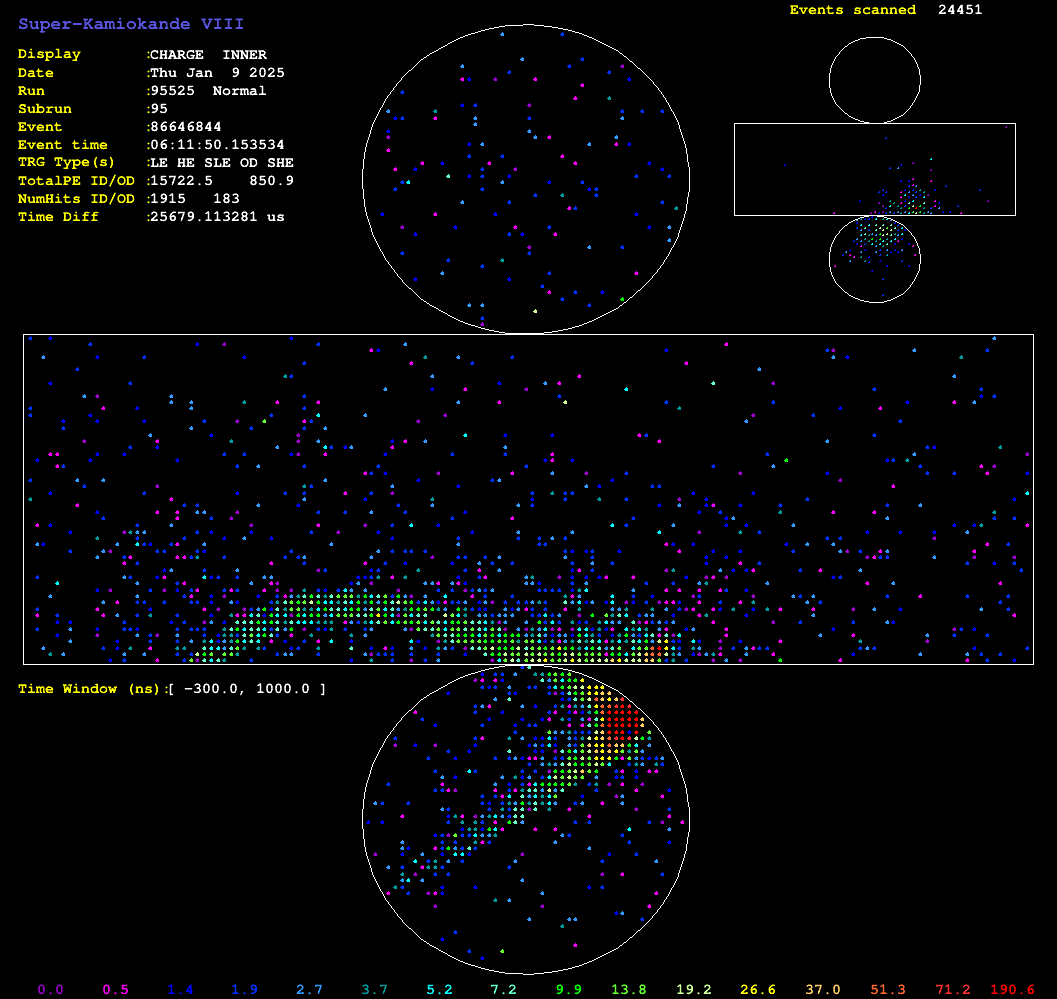 Super-Kamiokande VIII
Events scanned 24451
Display :CHARGE INNER
Date :Thu Jan 9 2025
Run :95525 Normal
Subrun :95
Event :86646844
Event time :06:11:50.153534
TRG Type(s) :LE HE SLE OD SHE
TotalPE ID/OD :15722.5 850.9
NumHits ID/OD :1915 183
Time Diff :25679.113281 us
Time Window (ns):[ -300.0, 1000.0 ]
0.0 0.5 1.4 1.9 2.7 3.7 5.2 7.2 9.9 13.8 19.2 26.6 37.0 51.3 71.2 190.6